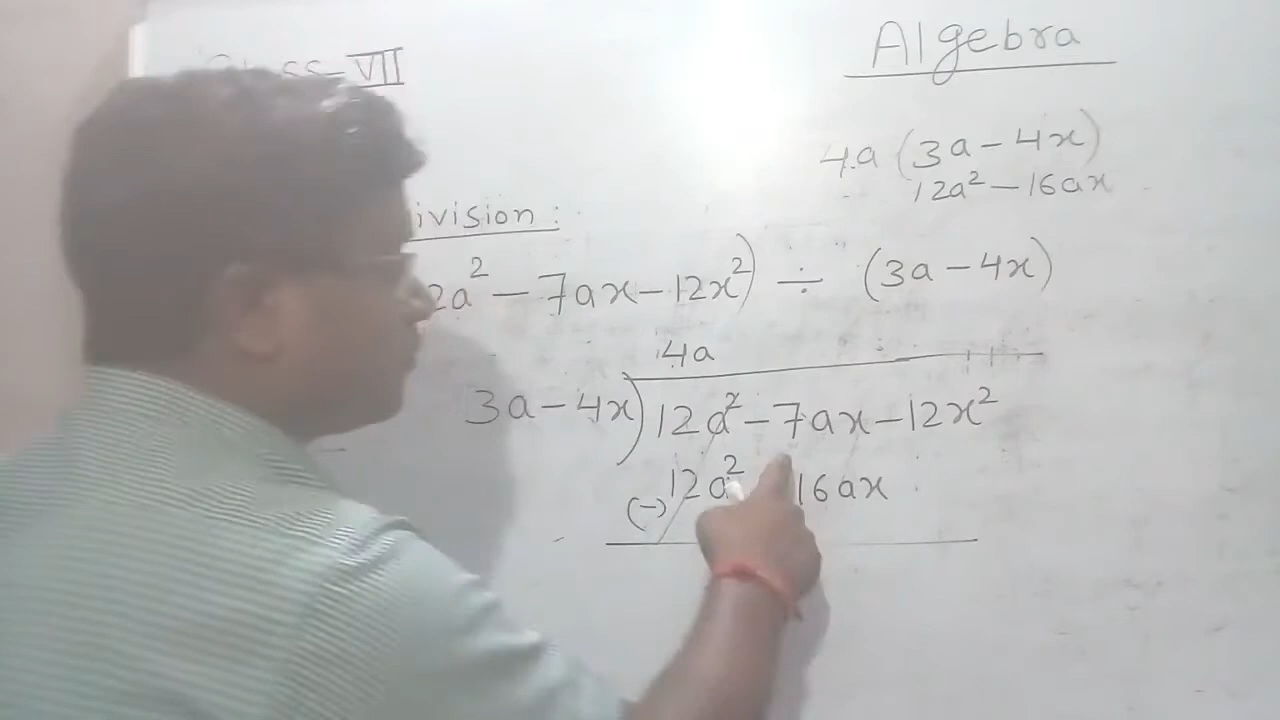 Class-VII
Algebra
4a (3a - 4x)
12a² - 16ax
ivision :
2a² - 7ax - 12x²) ÷ (3a - 4x)
4a
3a - 4x) 12a² - 7ax - 12x²
(-) 12a² 16ax